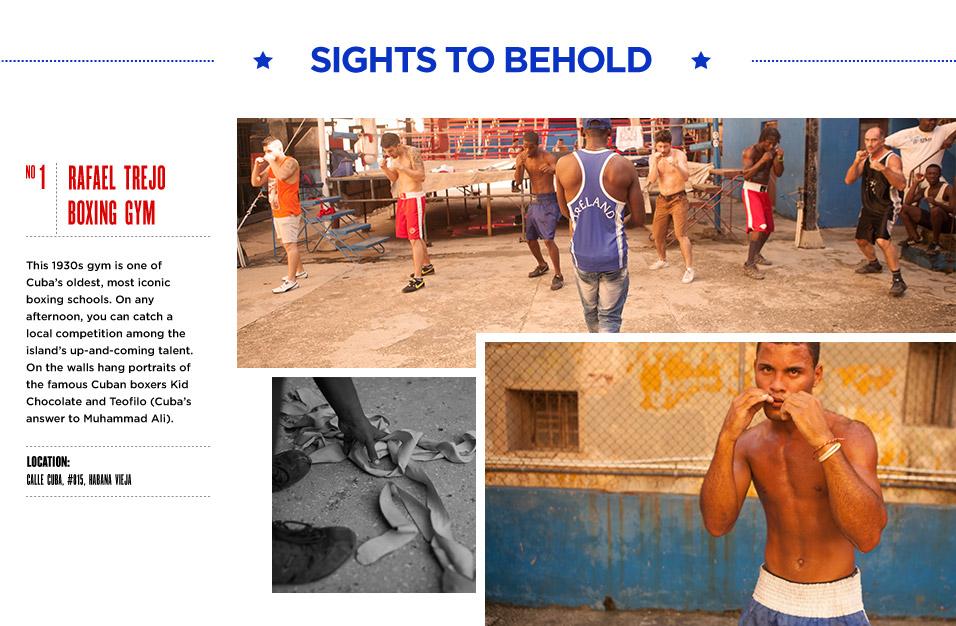 SIGHTS TO BEHOLD
NO 1
RAFAEL TREJO
BOXING GYM
This 1930s gym is one of
Cuba's oldest, most iconic
boxing schools. On any
afternoon, you can catch a
local competition among the
island's up-and-coming talent.
On the walls hang portraits of
the famous Cuban boxers Kid
Chocolate and Teofilo (Cuba's
answer to Muhammad Ali).
LOCATION:
CALLE CUBA, #815, HABANA VIEJA
IRELAND